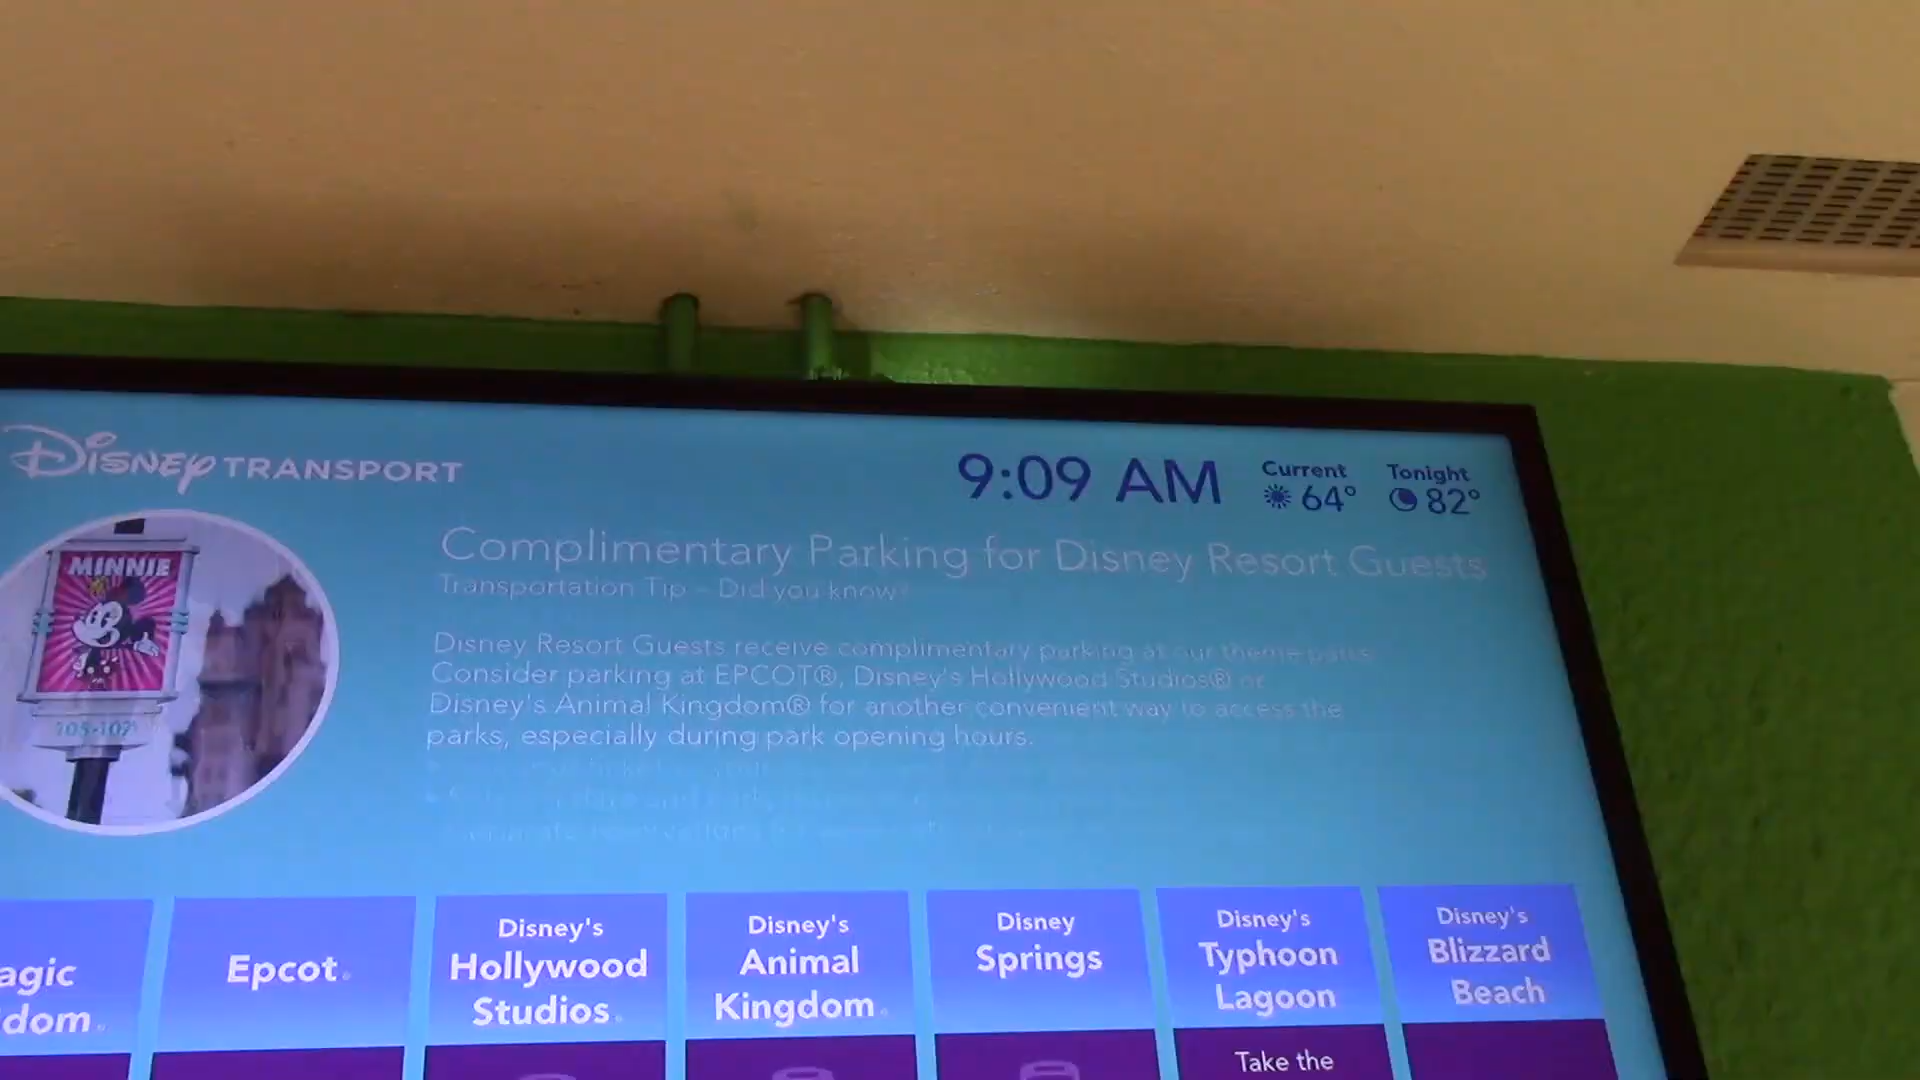 Disney TRANSPORT
9:09 AM
Current
64°
Tonight
82°
MINNIE
Complimentary Parking for Disney Resort Guests
Transportation Tip - Did you know?
Disney Resort Guests receive complimentary parking at our theme parks.
Consider parking at EPCOT®, Disney's Hollywood Studios® or
Disney's Animal Kingdom® for another convenient way to access the
parks, especially during park opening hours.
agic
dom
Epcot
Disney's
Hollywood
Studios
Disney's
Animal
Kingdom
Disney
Springs
Disney's
Typhoon
Lagoon
Disney's
Blizzard
Beach
Take the